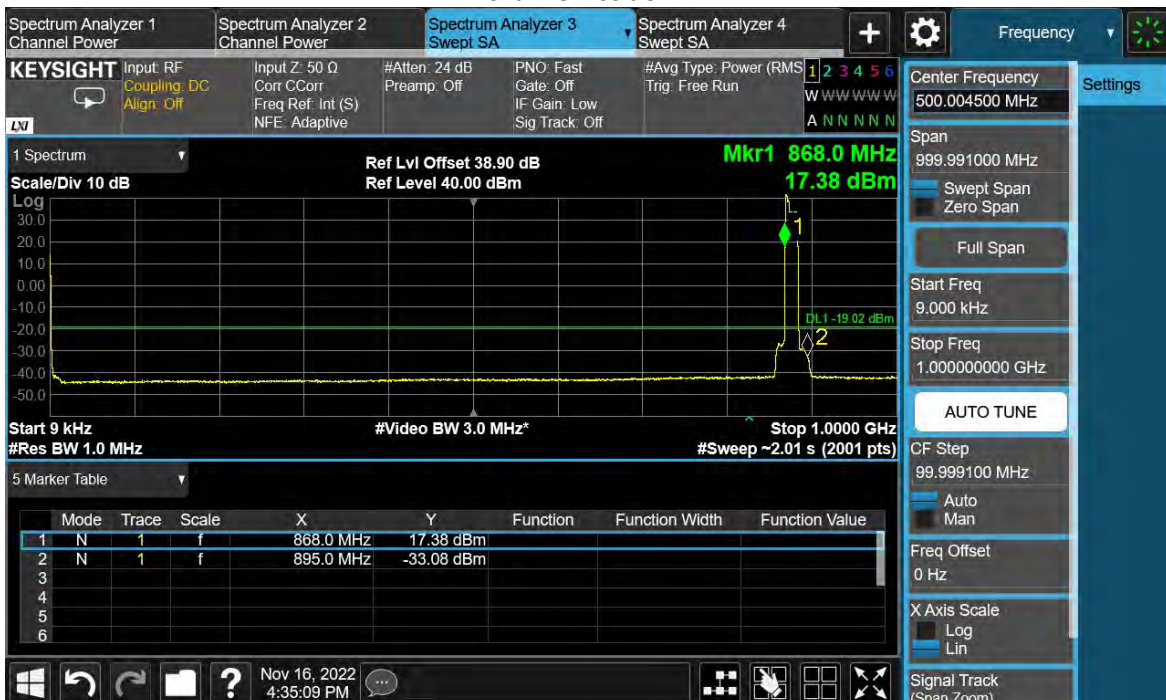 Spectrum Analyzer 1
Channel Power
Spectrum Analyzer 2
Channel Power
Spectrum Analyzer 3
Swept SA
Spectrum Analyzer 4
Swept SA
+
Frequency
KEYSIGHT
LXI
Input: RF
Coupling: DC
Align: Off
Input Z: 50 Ω
Corr CCorr
Freq Ref: Int (S)
NFE: Adaptive
#Atten: 24 dB
Preamp: Off
PNO: Fast
Gate: Off
IF Gain: Low
Sig Track: Off
#Avg Type: Power (RMS
Trig: Free Run
1 2 3 4 5 6
W W W W W W
A N N N N N
1 Spectrum
Scale/Div 10 dB
Ref Lvl Offset 38.90 dB
Ref Level 40.00 dBm
Mkr1 868.0 MHz
17.38 dBm
Log
30.0
20.0
10.0
0.00
-10.0
-20.0
-30.0
-40.0
-50.0
1
DL1 -19.02 dBm
2
Start 9 kHz
#Res BW 1.0 MHz
#Video BW 3.0 MHz*
Stop 1.0000 GHz
#Sweep ~2.01 s (2001 pts)
5 Marker Table
Mode Trace Scale X Y Function Function Width Function Value
1 N 1 f 868.0 MHz 17.38 dBm
2 N 1 f 895.0 MHz -33.08 dBm
3
4
5
6
Nov 16, 2022
4:35:09 PM
Center Frequency
500.004500 MHz
Settings
Span
999.991000 MHz
Swept Span
Zero Span
Full Span
Start Freq
9.000 kHz
Stop Freq
1.000000000 GHz
AUTO TUNE
CF Step
99.999100 MHz
Auto
Man
Freq Offset
0 Hz
X Axis Scale
Log
Lin
Signal Track
(Span Zoom)